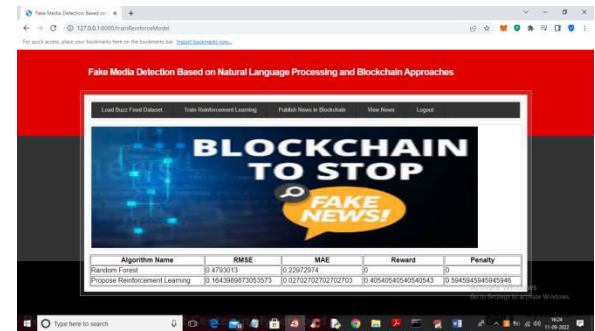 Fake Media Detection Based on
127.0.0.1:8000/trainReinforceModel
For quick access, place your bookmarks here on the bookmarks bar. Import bookmarks now...
Fake Media Detection Based on Natural Language Processing and Blockchain Approaches
Load Buzz Feed Dataset Train Reinforcement Learning Publish News in Blockchain View News Logout
BLOCKCHAIN
TO STOP
FAKE
NEWS!
Algorithm Name RMSE MAE Reward Penalty
Random Forest 0.4793013 0.22972974 0 0
Propose Reinforcement Learning 0.1643989873053573 0.02702702702702703 0.40540540540540543 0.5945945945945946
Activate Windows
Go to Settings to activate Windows.
Type here to search
16:24
11-09-2022